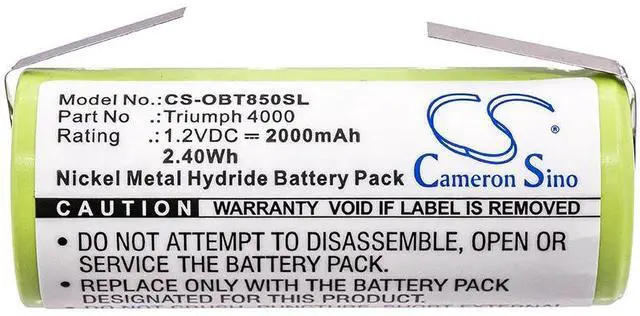 Model No.:CS-OBT850SL
Part No .:Triumph 4000
Rating .:1.2VDC = 2000mAh
2.40Wh
Nickel Metal Hydride Battery Pack
CS
Cameron Sino
CAUTION WARRANTY VOID IF LABEL IS REMOVED
• DO NOT ATTEMPT TO DISASSEMBLE, OPEN OR
SERVICE THE BATTERY PACK.
• REPLACE ONLY WITH THE BATTERY PACK
DESIGNATED FOR THIS PRODUCT.